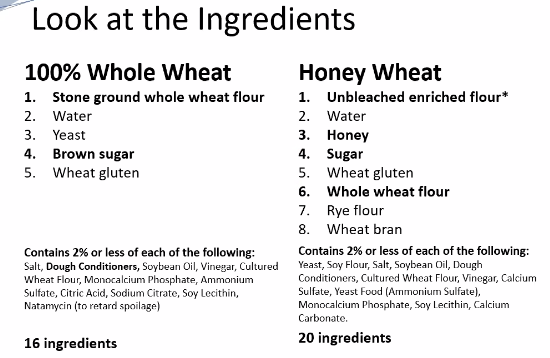 Look at the Ingredients
100% Whole Wheat
1. Stone ground whole wheat flour
2. Water
3. Yeast
4. Brown sugar
5. Wheat gluten
Contains 2% or less of each of the following:
Salt, Dough Conditioners, Soybean Oil, Vinegar, Cultured
Wheat Flour, Monocalcium Phosphate, Ammonium
Sulfate, Citric Acid, Sodium Citrate, Soy Lecithin,
Natamycin (to retard spoilage)
16 ingredients
Honey Wheat
1. Unbleached enriched flour*
2. Water
3. Honey
4. Sugar
5. Wheat gluten
6. Whole wheat flour
7. Rye flour
8. Wheat bran
Contains 2% or less of each of the following:
Yeast, Soy Flour, Salt, Soybean Oil, Dough
Conditioners, Cultured Wheat Flour, Vinegar, Calcium
Sulfate, Yeast Food (Ammonium Sulfate),
Monocalcium Phosphate, Soy Lecithin, Calcium
Carbonate.
20 ingredients